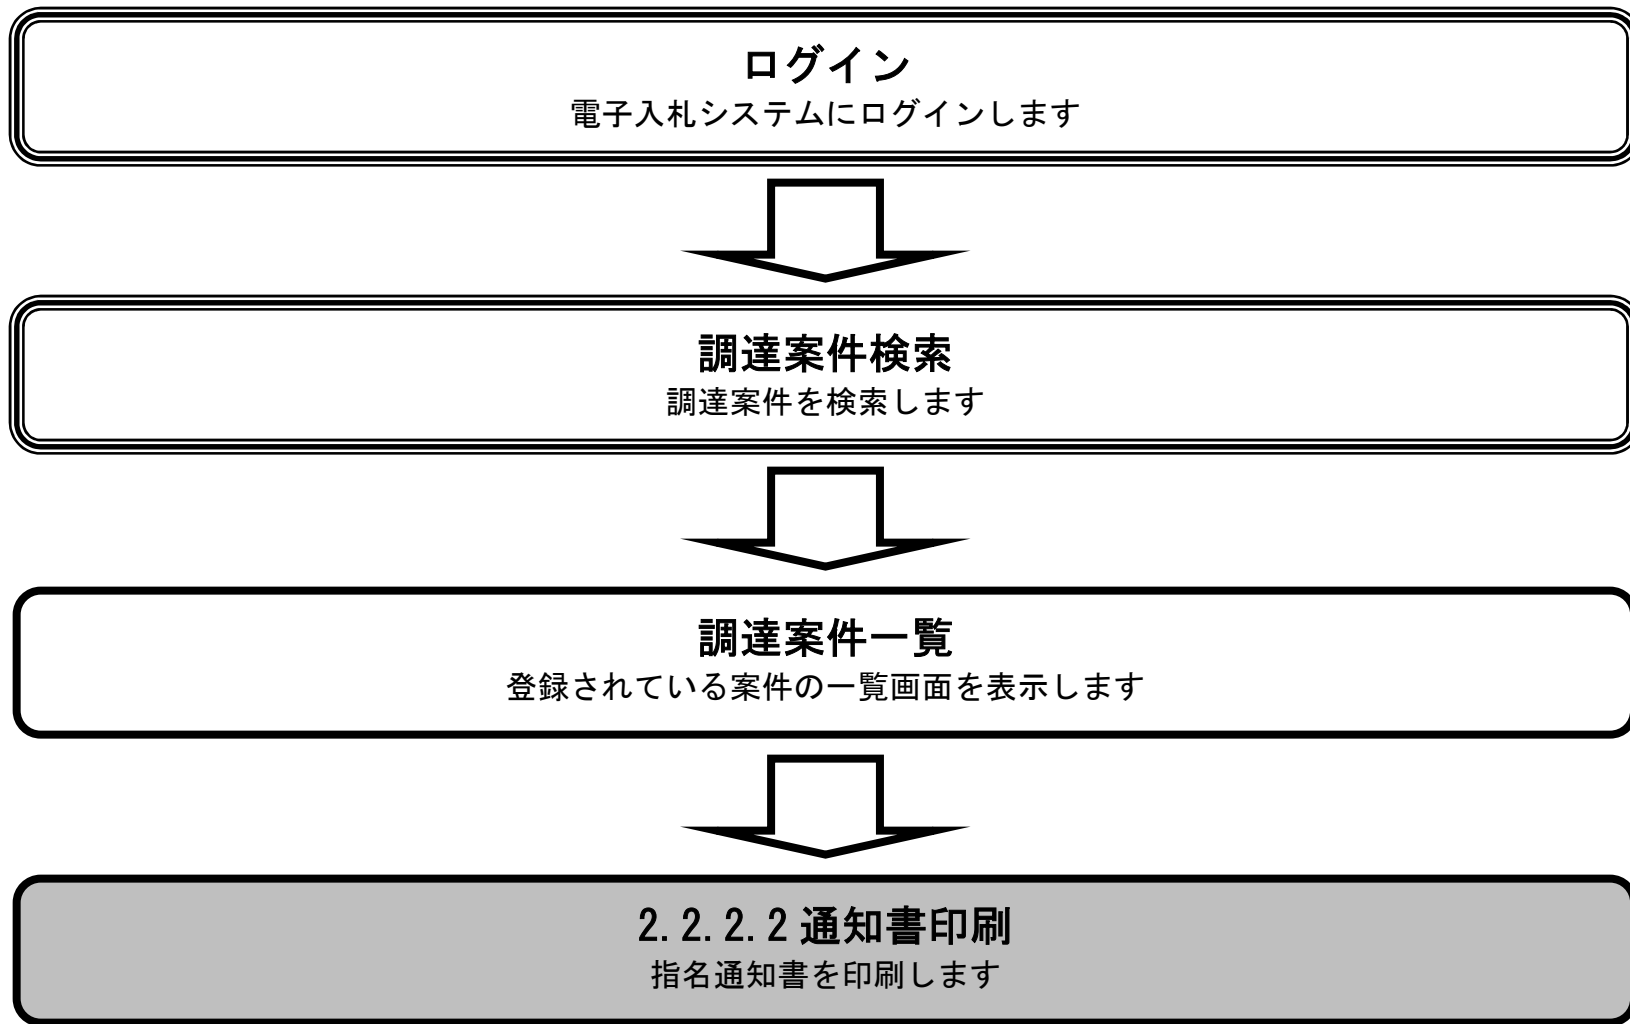 ログイン
電子入札システムにログインします
調達案件検索
調達案件を検索します
調達案件一覧
登録されている案件の一覧画面を表示します
2.2.2.2 通知書印刷
指名通知書を印刷します